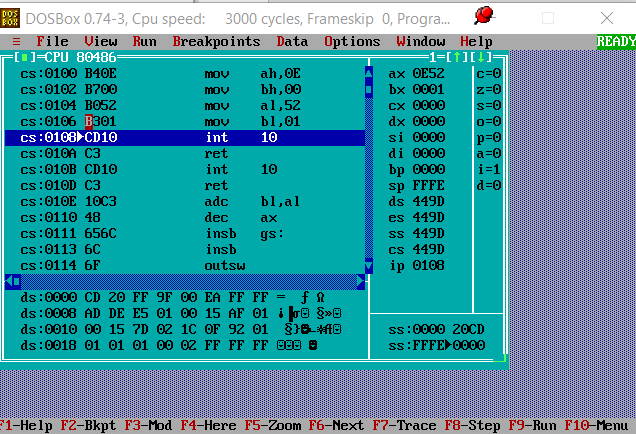 DOS
BOX
DOSBox 0.74-3, Cpu speed: 3000 cycles, Frameskip 0, Progra...
≡ File View Run Breakpoints Data Options Window Help READY
[■]=CPU 80486 1=[↑][↓]
cs:0100 B40E mov ah,0E ax 0E52 c=0
cs:0102 B700 mov bh,00 bx 0001 z=0
cs:0104 B052 mov al,52 cx 0000 s=0
cs:0106 B301 mov bl,01 dx 0000 o=0
cs:0108►CD10 int 10 si 0000 p=0
cs:010A C3 ret di 0000 a=0
cs:010B CD10 int 10 bp 0000 i=1
cs:010D C3 ret sp FFFE d=0
cs:010E 10C3 adc bl,al ds 449D
cs:0110 48 dec ax es 449D
cs:0111 656C insb gs: ss 449D
cs:0113 6C insb cs 449D
cs:0114 6F outsw ip 0108
ds:0000 CD 20 FF 9F 00 EA FF FF = ƒ Ω
ds:0008 AD DE E5 01 00 15 AF 01
ds:0010 00 15 7D 02 1C 0F 92 01
ds:0018 01 01 01 00 02 FF FF FF
ss:0000 20CD
ss:FFFE►0000
F1-Help F2-Bkpt F3-Mod F4-Here F5-Zoom F6-Next F7-Trace F8-Step F9-Run F10-Menu